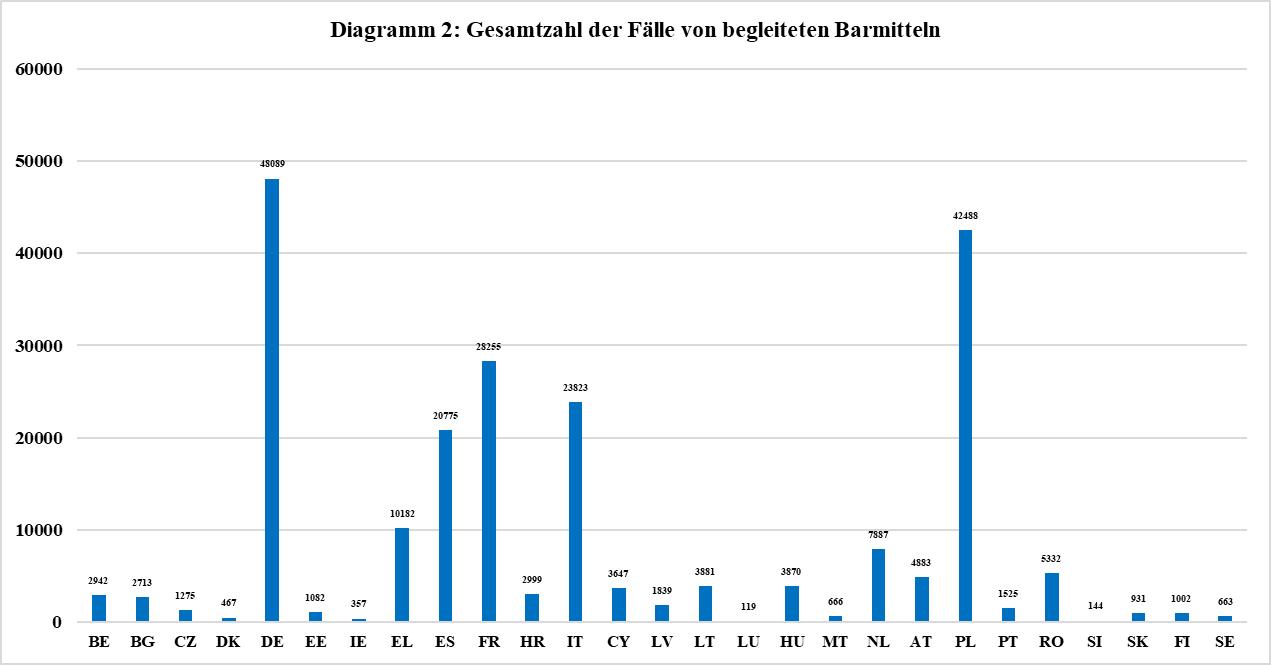 Diagramm 2: Gesamtzahl der Fälle von begleiteten Barmitteln
60000
50000
40000
30000
20000
10000
0
2942 2713 1275 467 48089 1082 357 10182 20775 28255 2999 23823 3647 1839 3881 119 3870 666 7887 4883 42488 1525 5332 144 931 1002 663
BE BG CZ DK DE EE IE EL ES FR HR IT CY LV LT LU HU MT NL AT PL PT RO SI SK FI SE